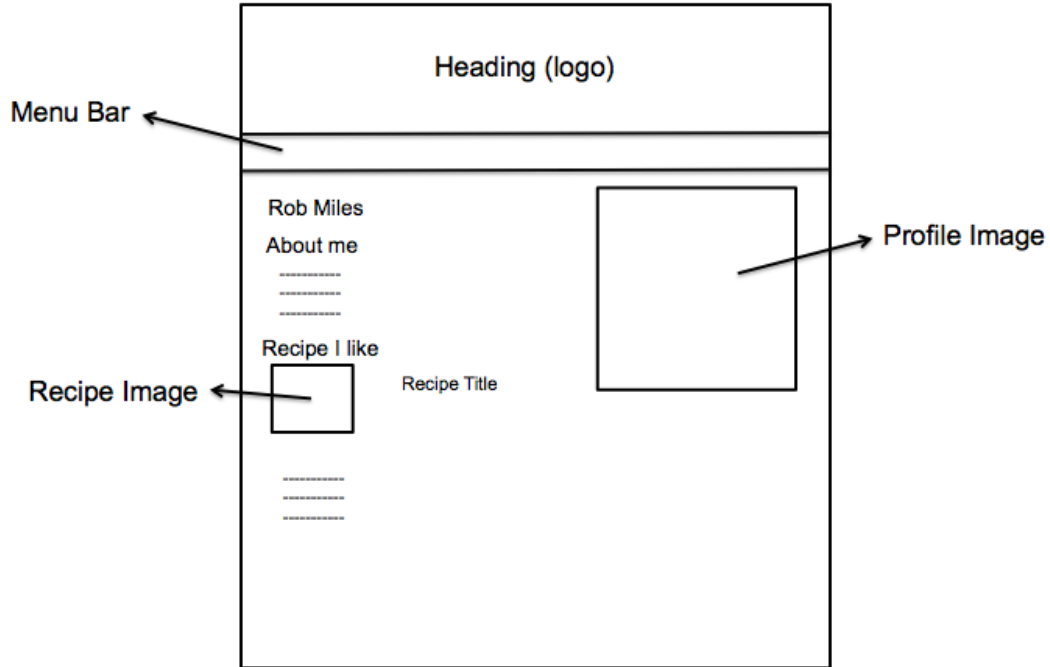 Heading (logo)
Menu Bar
Rob Miles
Profile Image
About me
-----------
-----------
-----------
Recipe I like
Recipe Image
Recipe Title
-----------
-----------
-----------